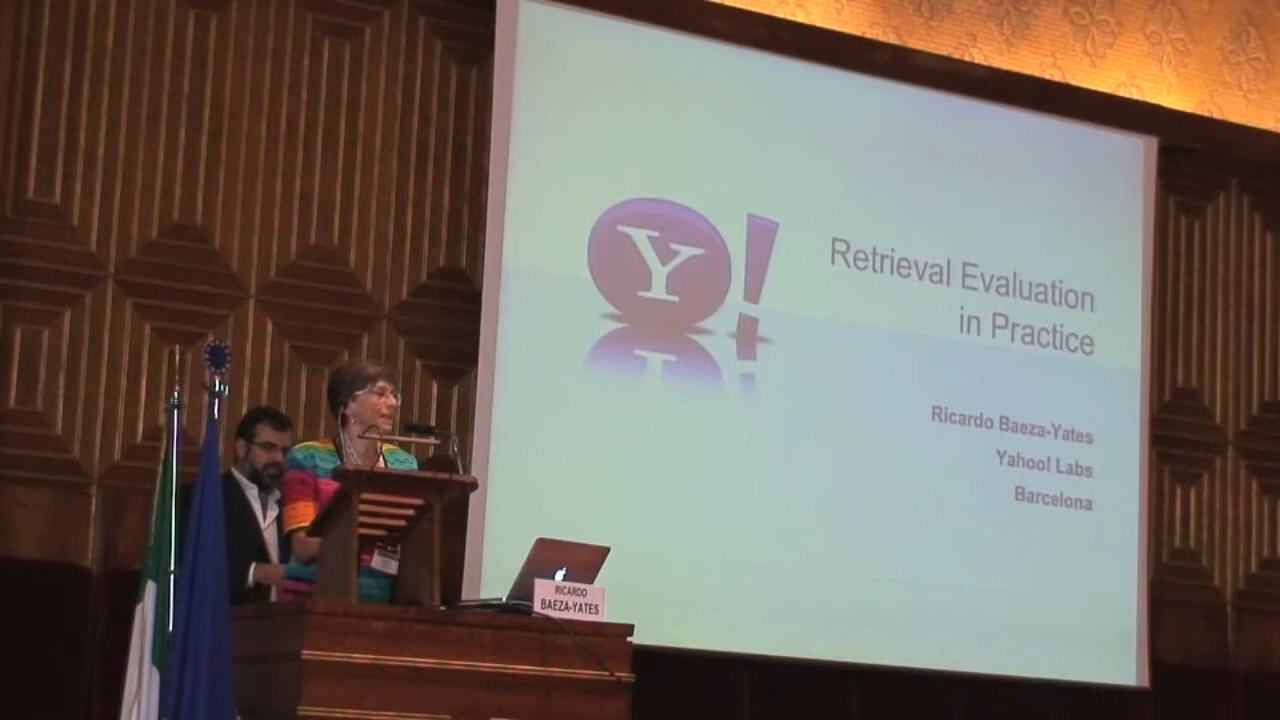 Y!
Retrieval Evaluation
in Practice
Ricardo Baeza-Yates
Yahoo! Labs
Barcelona
RICARDO
BAEZA-YATES